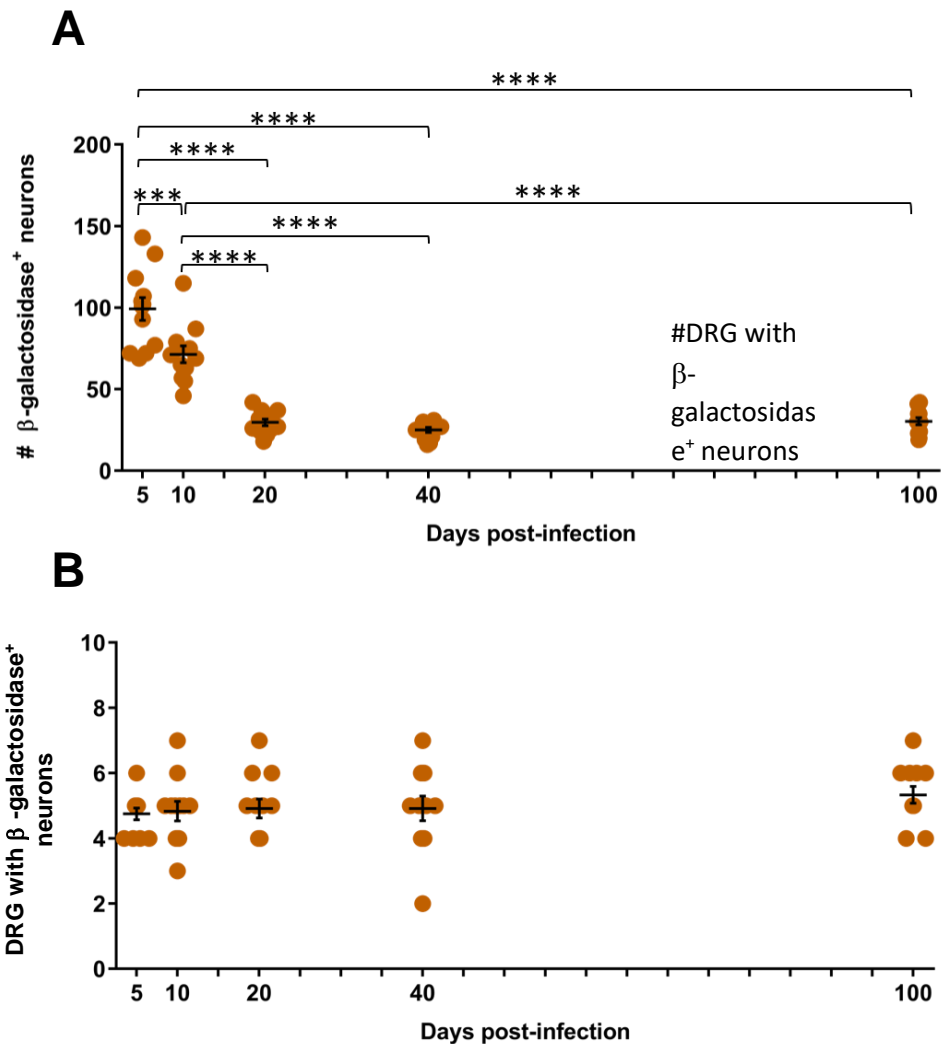 A
****
****
****
***
****
****
****
# β-galactosidase⁺ neurons
200
150
100
50
0
#DRG with
β-
galactosidas
e⁺ neurons
5 10 20 40 100
Days post-infection
B
DRG with β -galactosidase⁺
neurons
10
8
6
4
2
0
5 10 20 40 100
Days post-infection